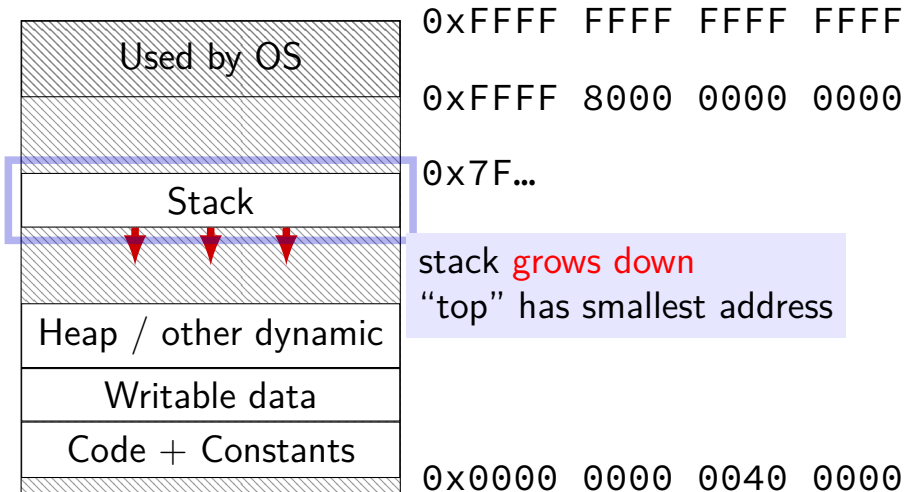 0xFFFF FFFF FFFF FFFF
Used by OS
0xFFFF 8000 0000 0000
0x7F…
Stack
stack grows down
“top” has smallest address
Heap / other dynamic
Writable data
Code + Constants
0x0000 0000 0040 0000